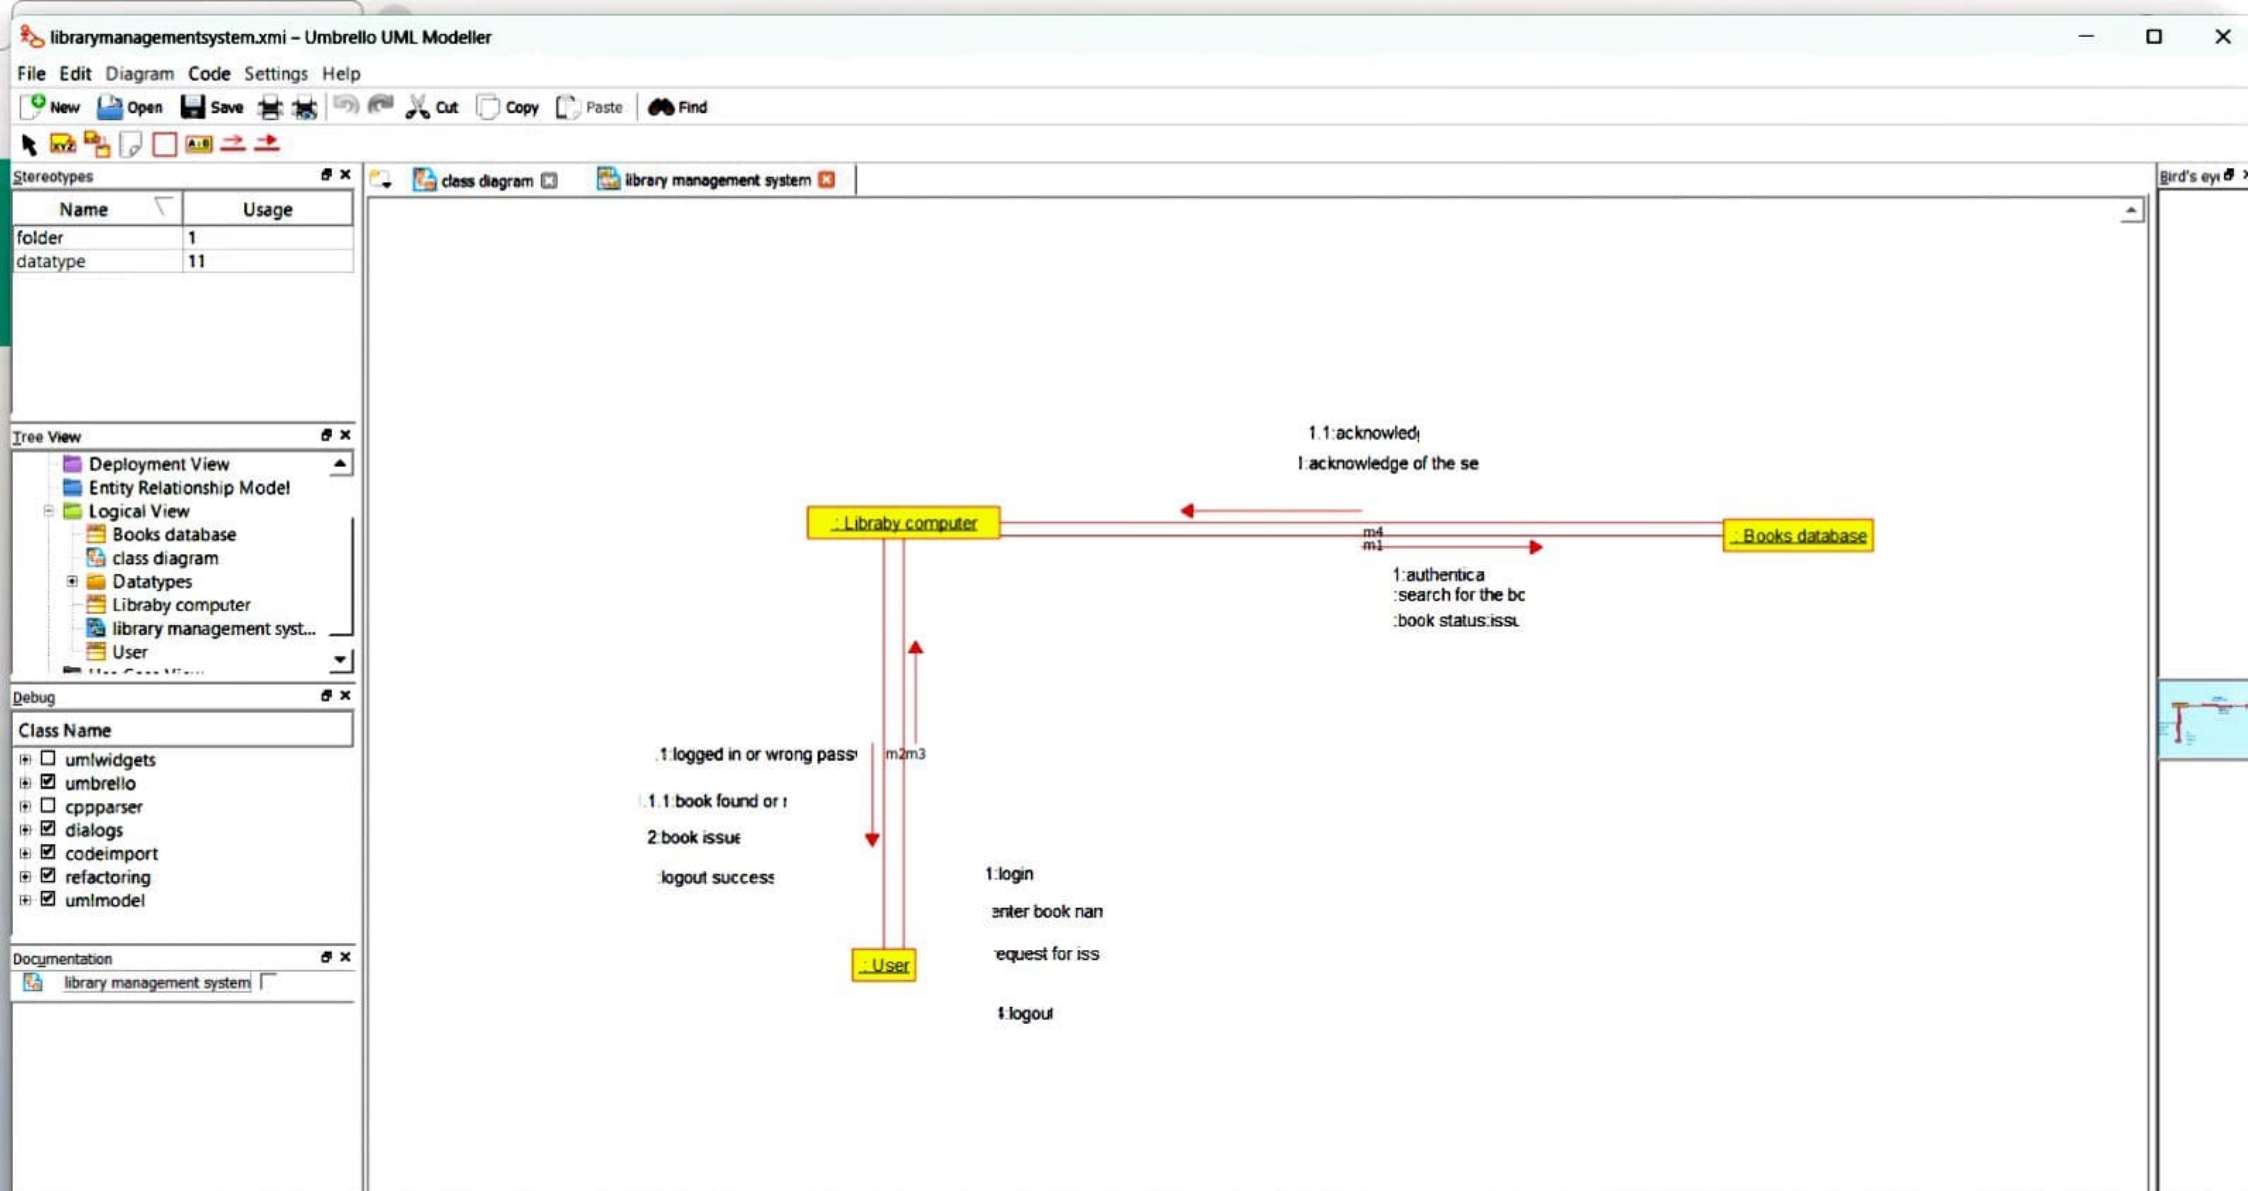 librarymanagementsystem.xmi – Umbrello UML Modeller
File Edit Diagram Code Settings Help
New Open Save Cut Copy Paste Find
Stereotypes
Name Usage
folder 1
datatype 11
Tree View
Deployment View
Entity Relationship Model
Logical View
Books database
class diagram
Datatypes
Libraby computer
library management syst...
User
Debug
Class Name
umlwidgets
umbrello
cppparser
dialogs
codeimport
refactoring
umlmodel
Documentation
library management system
class diagram library management system
1.1:acknowled
:acknowledge of the se
: Libraby computer
: Books database
m4
m1
1:authentica
:search for the bc
:book status:issu
.1:logged in or wrong pass
m2m3
.1.1:book found or
2:book issue
:logout success
1:login
enter book nam
equest for iss
: User
:logout
Bird's ey